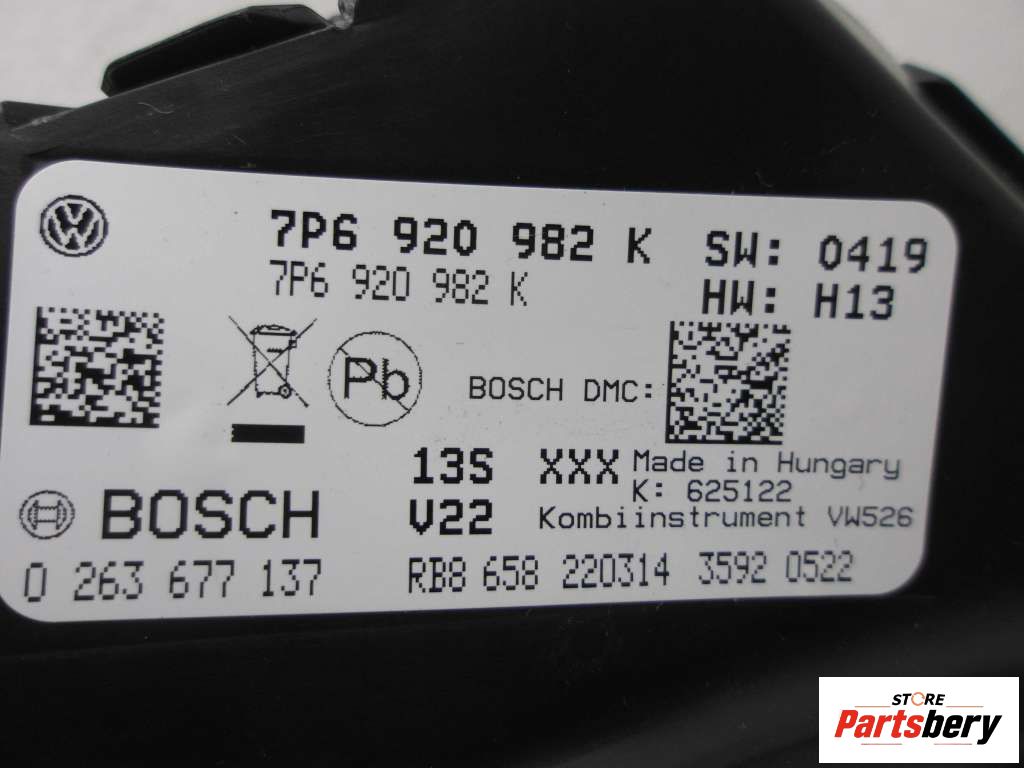 7P6 920 982 K SW: 0419
7P6 920 982 K HW: H13
Pb
BOSCH DMC:
13S XXX Made in Hungary
K: 625122
BOSCH V22 Kombiinstrument VW526
0 263 677 137 RB8 658 220314 3592 0522
STORE
Partsbery